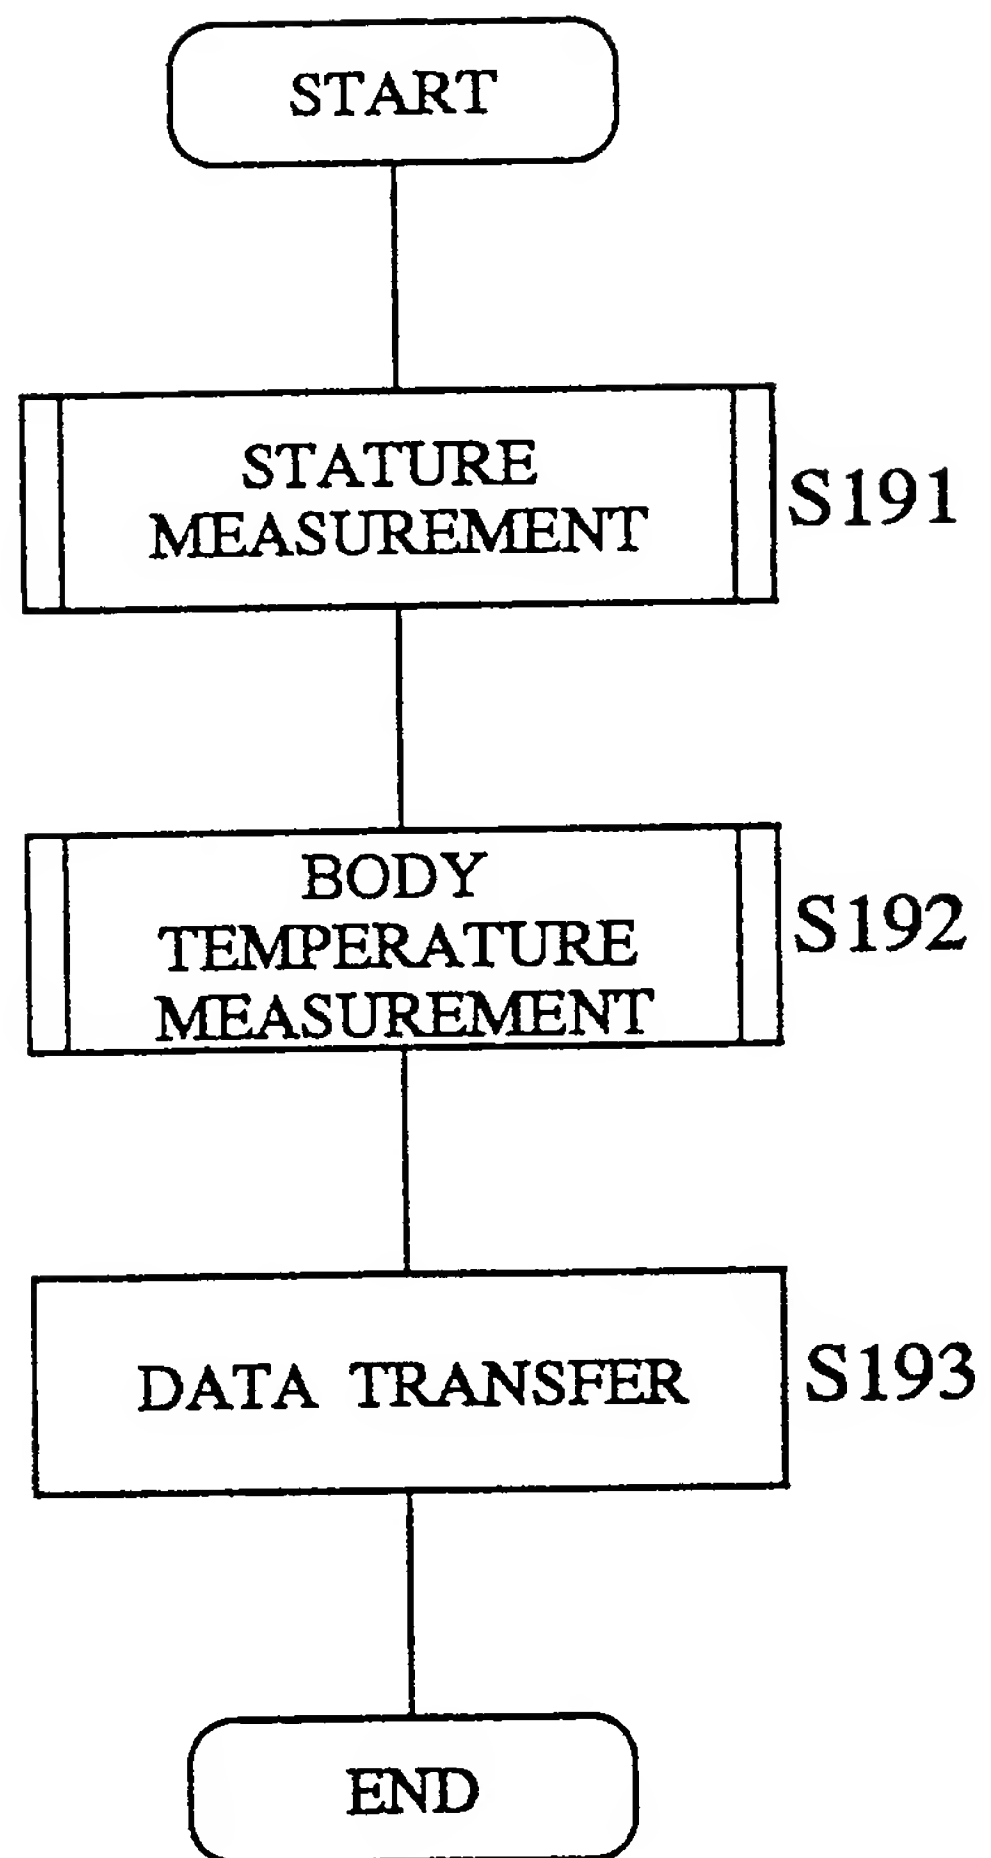 START
STATURE
MEASUREMENT
S191
BODY
TEMPERATURE
MEASUREMENT
S192
DATA TRANSFER
S193
END